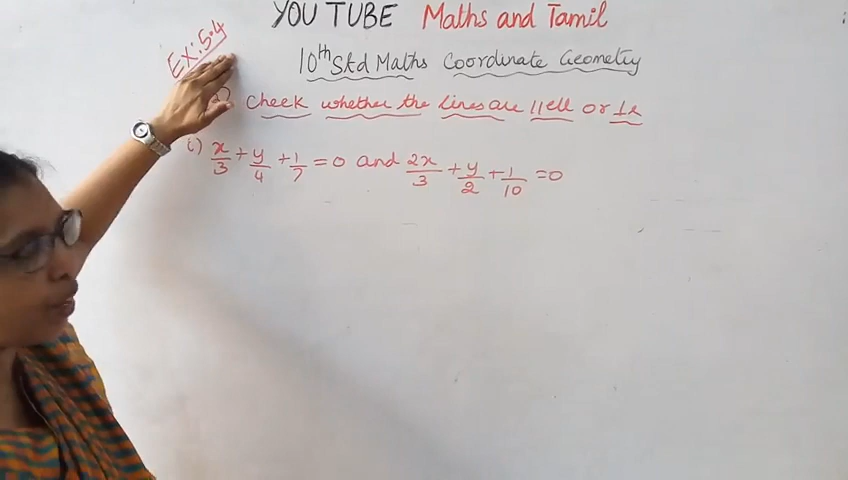 YOU TUBE Maths and Tamil
Ex: 5.4
10th Std Maths Coordinate Geometry
Check whether the lines are ||ell or ⊥r
i) x/3 + y/4 + 1/7 = 0 and 2x/3 + y/2 + 1/10 = 0